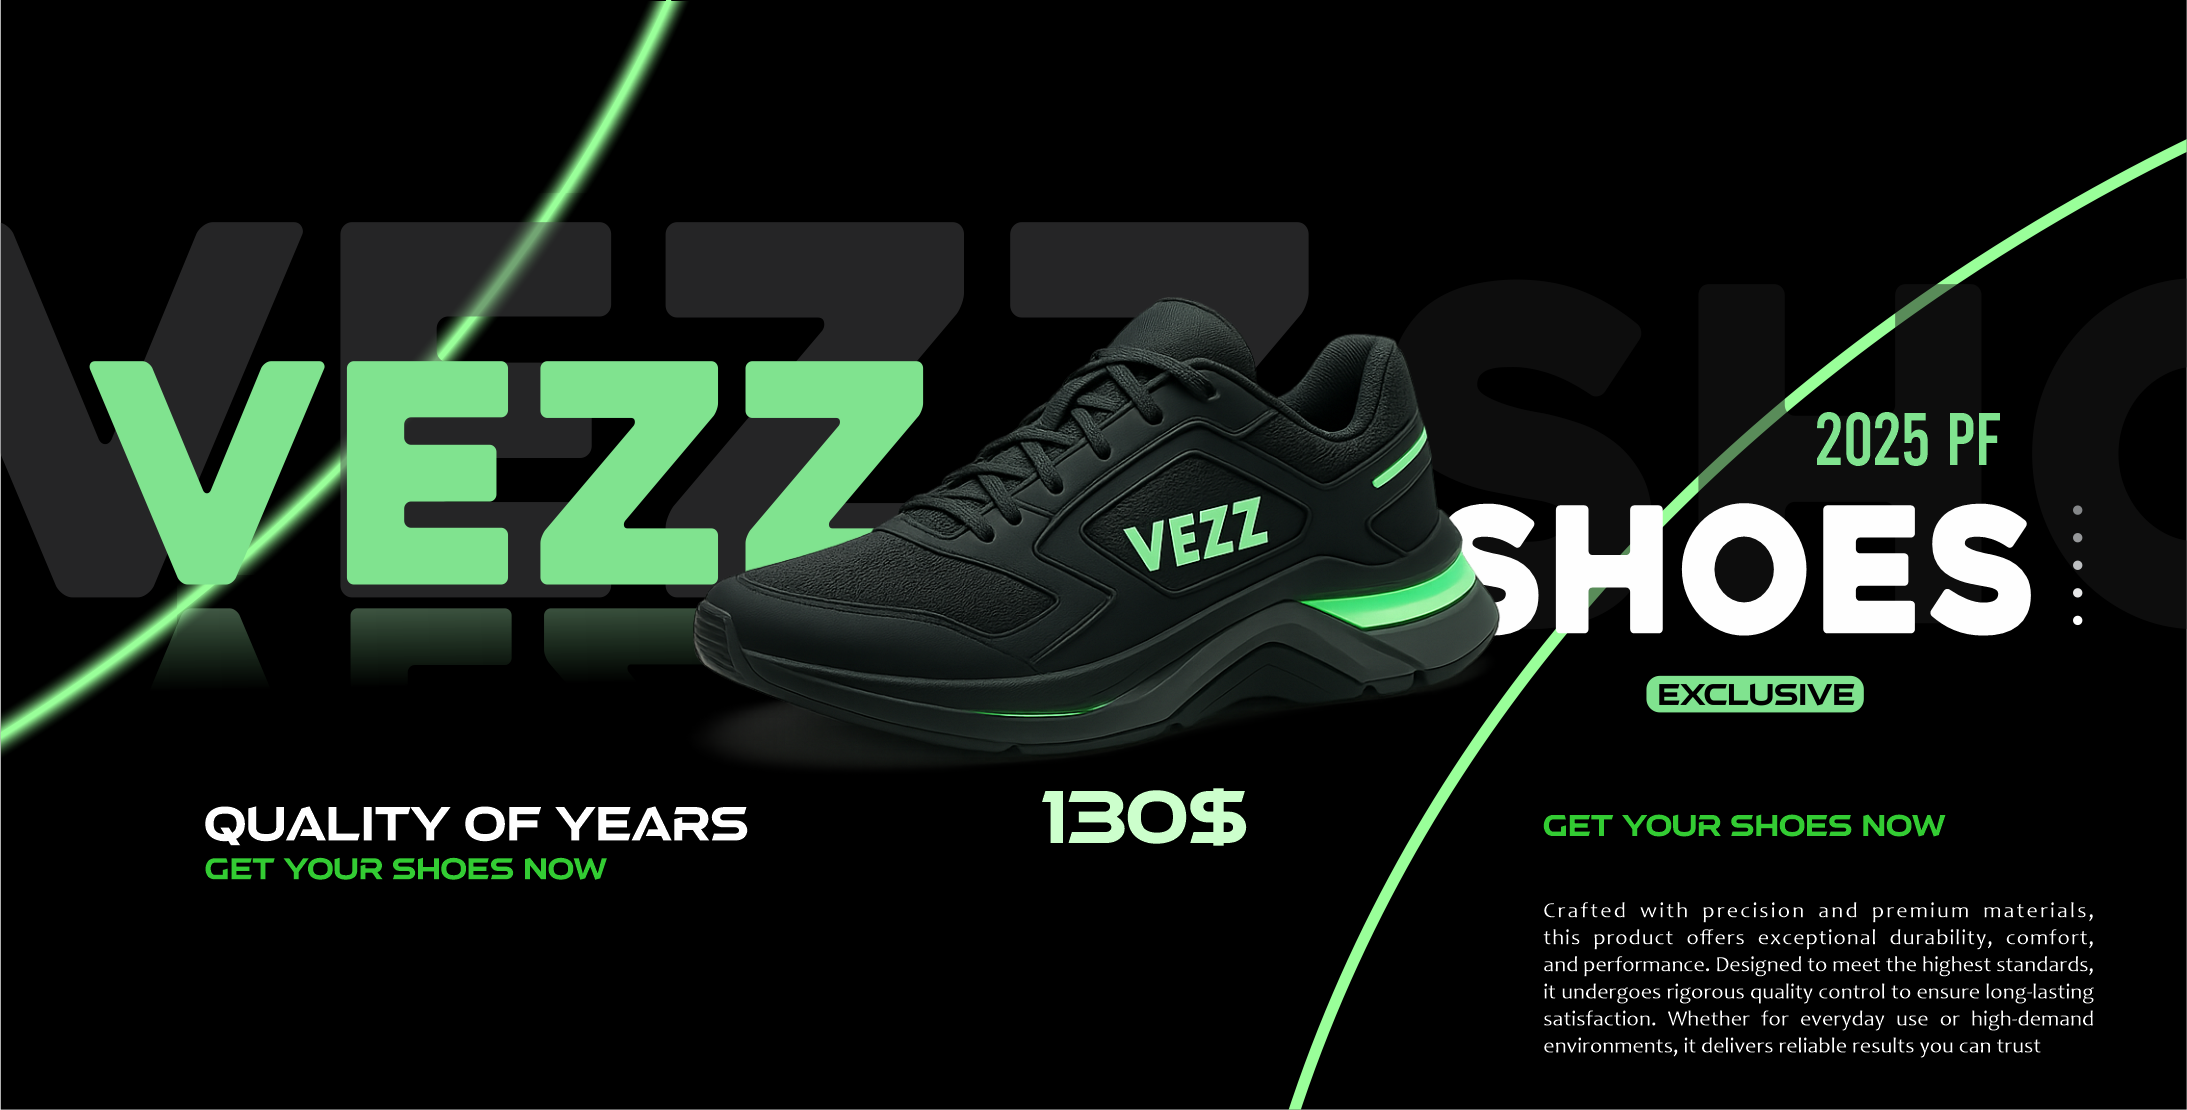 VEZZ SHO
VEZZ
VEZZ
2025 PF
SHOES
EXCLUSIVE
QUALITY OF YEARS
GET YOUR SHOES NOW
130$
GET YOUR SHOES NOW
Crafted with precision and premium materials,
this product offers exceptional durability, comfort,
and performance. Designed to meet the highest standards,
it undergoes rigorous quality control to ensure long-lasting
satisfaction. Whether for everyday use or high-demand
environments, it delivers reliable results you can trust